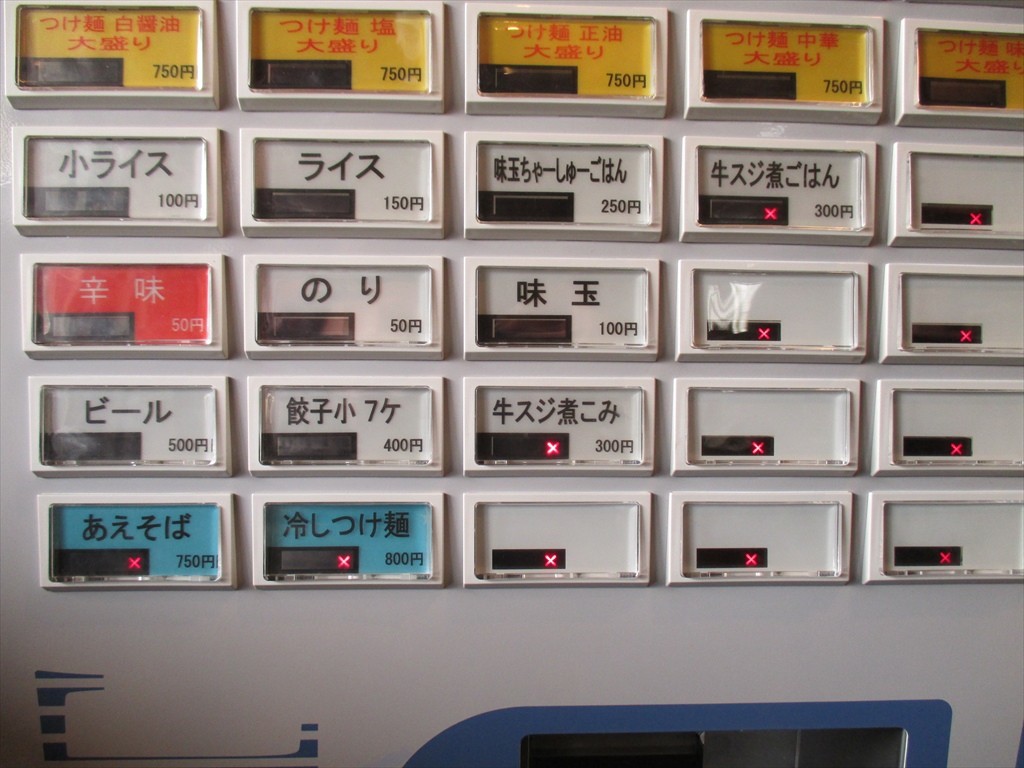 つけ麺 白醤油
大盛り
750円
つけ麺 塩
大盛り
750円
つけ麺 正油
大盛り
750円
つけ麺 中華
大盛り
750円
つけ麺 味
大盛り
小ライス
100円
ライス
150円
味玉ちゃーしゅーごはん
250円
牛スジ煮ごはん
300円
辛味
50円
のり
50円
味玉
100円
ビール
500円
餃子小 7ケ
400円
牛スジ煮こみ
300円
あえそば
750円
冷しつけ麺
800円